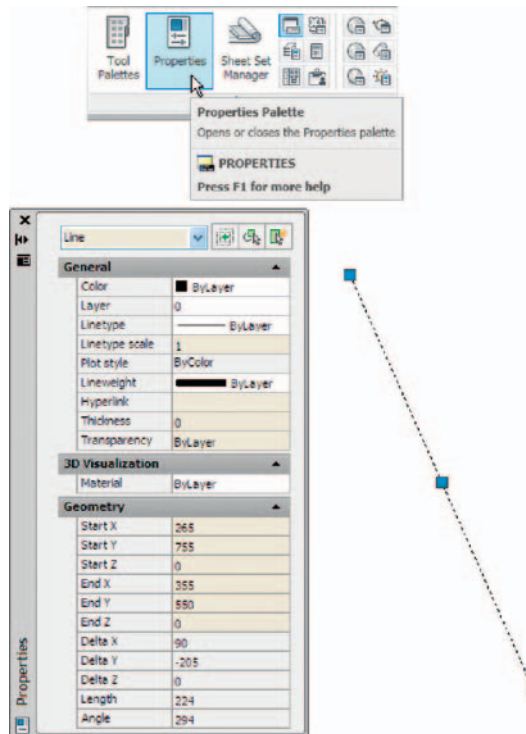 Tool Palettes
Properties
Sheet Set Manager
Properties Palette
Opens or closes the Properties palette
PROPERTIES
Press F1 for more help
Line
General
Color ByLayer
Layer 0
Linetype ByLayer
Linetype scale 1
Plot style ByColor
Lineweight ByLayer
Hyperlink
Thickness 0
Transparency ByLayer
3D Visualization
Material ByLayer
Geometry
Start X 265
Start Y 755
Start Z 0
End X 355
End Y 550
End Z 0
Delta X 90
Delta Y -205
Delta Z 0
Length 224
Angle 294
Properties